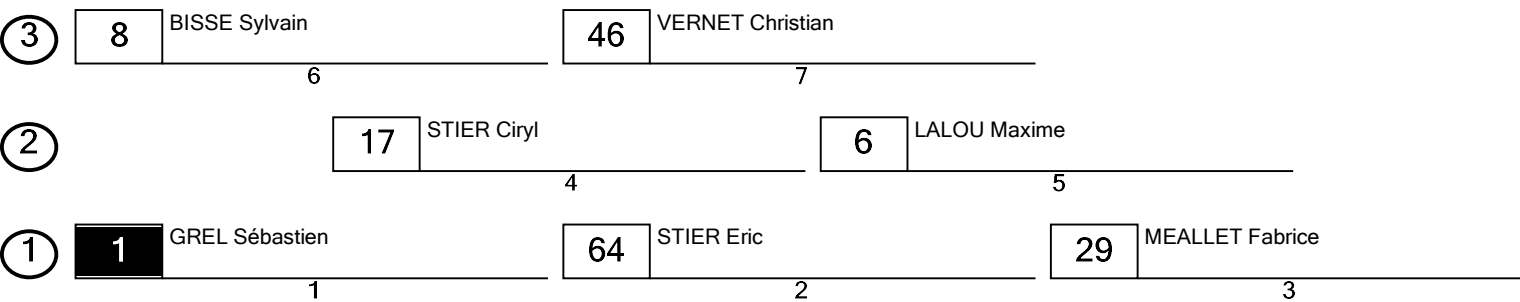 3 8 BISSE Sylvain 46 VERNET Christian
6 7
2 17 STIER Ciryl 6 LALOU Maxime
4 5
1 1 GREL Sébastien 64 STIER Eric 29 MEALLET Fabrice
1 2 3